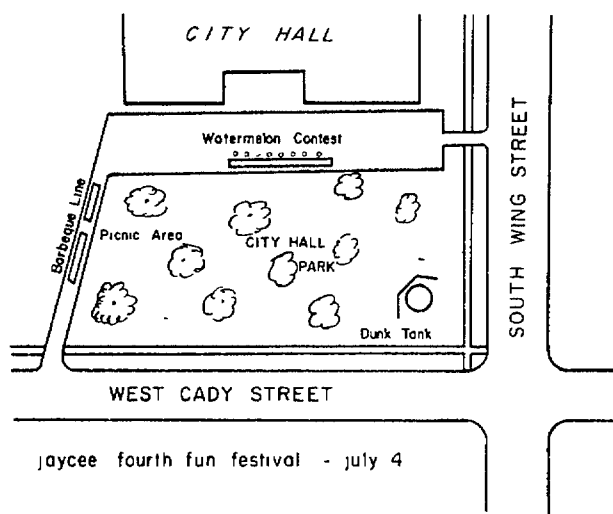 CITY HALL
Watermelon Contest
Barbeque Line
Picnic Area
CITY HALL
PARK
Dunk Tank
SOUTH WING STREET
WEST CADY STREET
jaycee fourth fun festival - july 4